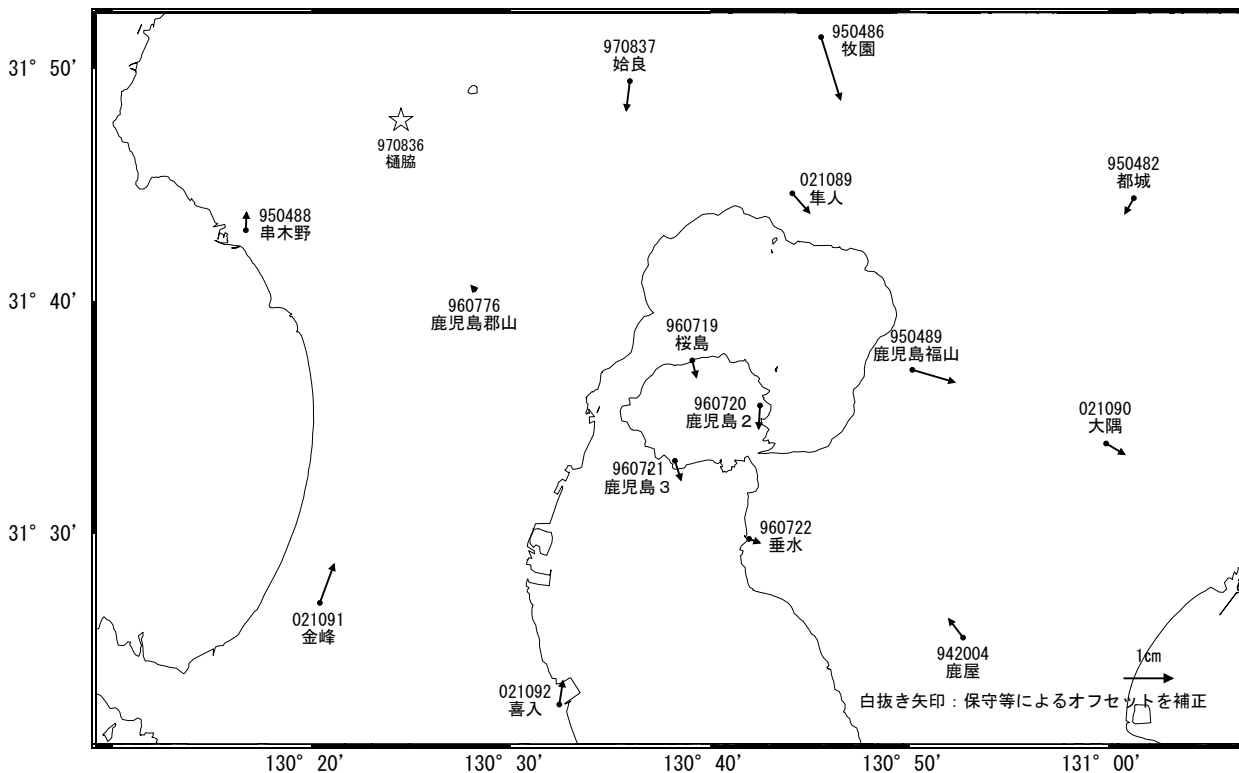 950486
牧園
970837
姶良
31° 50′
970836
樋脇
950482
都城
021089
隼人
950488
串木野
31° 40′
960776
鹿児島郡山
960719
桜島
950489
鹿児島福山
960720
鹿児島２
021090
大隅
960721
鹿児島３
31° 30′
960722
垂水
021091
金峰
942004
鹿屋
1cm
021092
喜入
白抜き矢印：保守等によるオフセットを補正
130° 20′
130° 30′
130° 40′
130° 50′
131° 00′